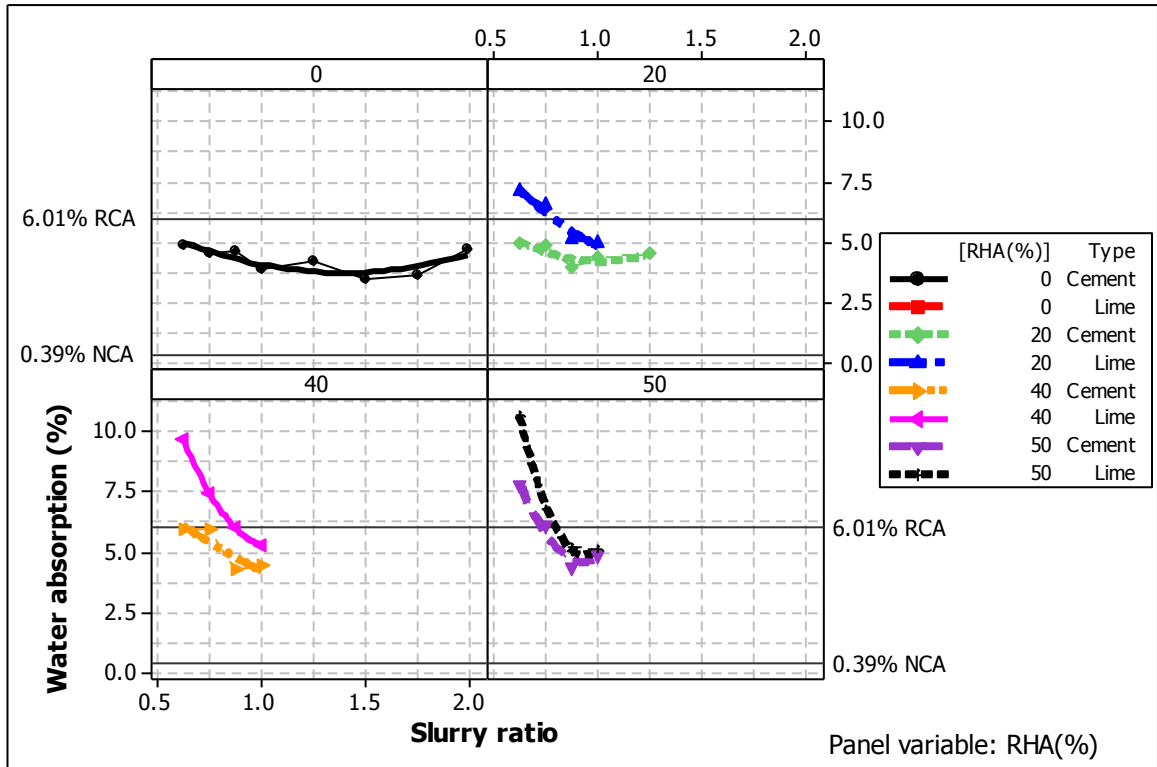 0.5 1.0 1.5 2.0
0 20
10.0
7.5
6.01% RCA
5.0
2.5
0.39% NCA
0.0
[RHA(%)] Type
0 Cement
0 Lime
20 Cement
20 Lime
40 Cement
40 Lime
50 Cement
50 Lime
40 50
Water absorption (%)
10.0
7.5
6.01% RCA
5.0
2.5
0.39% NCA
0.0
0.5 1.0 1.5 2.0
Slurry ratio
Panel variable: RHA(%)